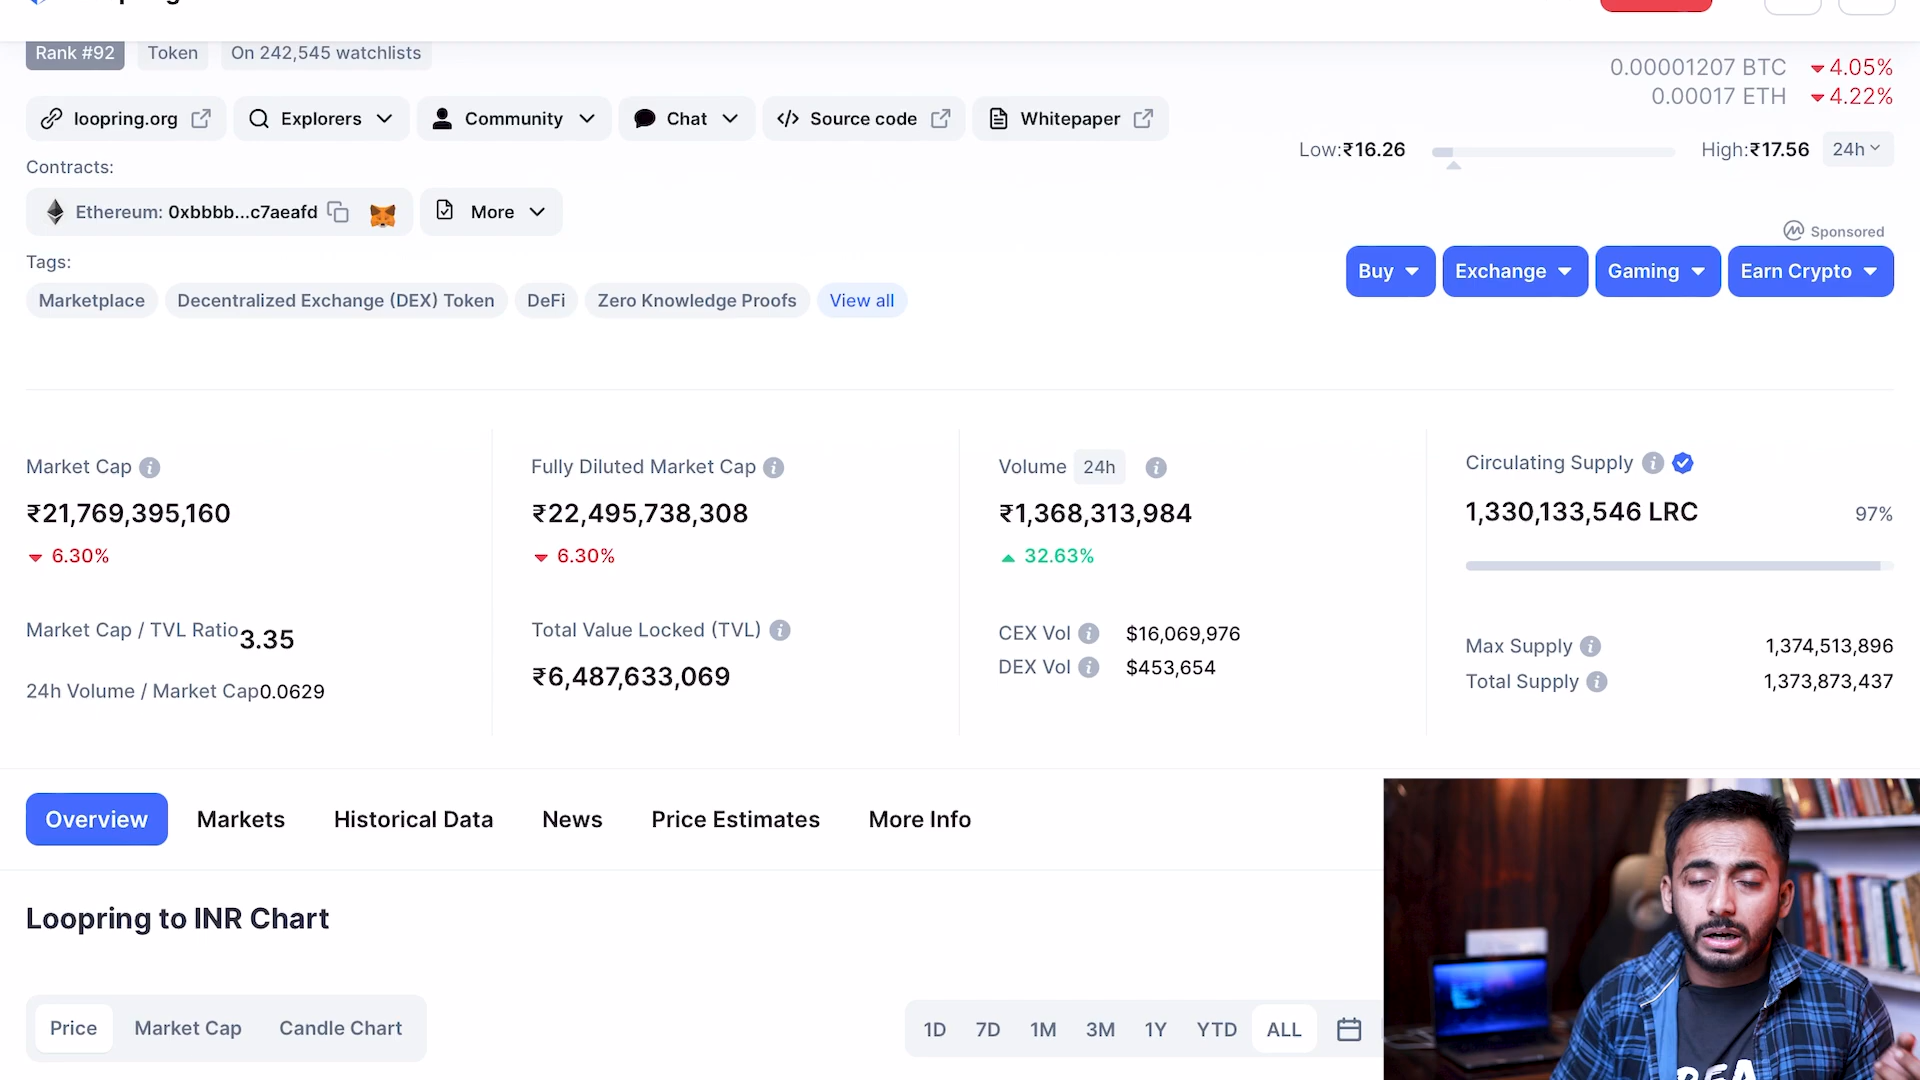 Rank #92
Token
On 242,545 watchlists
0.00001207 BTC
4.05%
0.00017 ETH
4.22%
loopring.org
Explorers
Community
Chat
Source code
Whitepaper
Low:₹16.26
High:₹17.56
24h
Contracts:
Ethereum: 0xbbbb...c7aeafd
More
Sponsored
Tags:
Buy
Exchange
Gaming
Earn Crypto
Marketplace
Decentralized Exchange (DEX) Token
DeFi
Zero Knowledge Proofs
View all
Market Cap
₹21,769,395,160
6.30%
Market Cap / TVL Ratio 3.35
24h Volume / Market Cap 0.0629
Fully Diluted Market Cap
₹22,495,738,308
6.30%
Total Value Locked (TVL)
₹6,487,633,069
Volume 24h
₹1,368,313,984
32.63%
CEX Vol $16,069,976
DEX Vol $453,654
Circulating Supply
1,330,133,546 LRC
97%
Max Supply 1,374,513,896
Total Supply 1,373,873,437
Overview
Markets
Historical Data
News
Price Estimates
More Info
Loopring to INR Chart
Price
Market Cap
Candle Chart
1D
7D
1M
3M
1Y
YTD
ALL